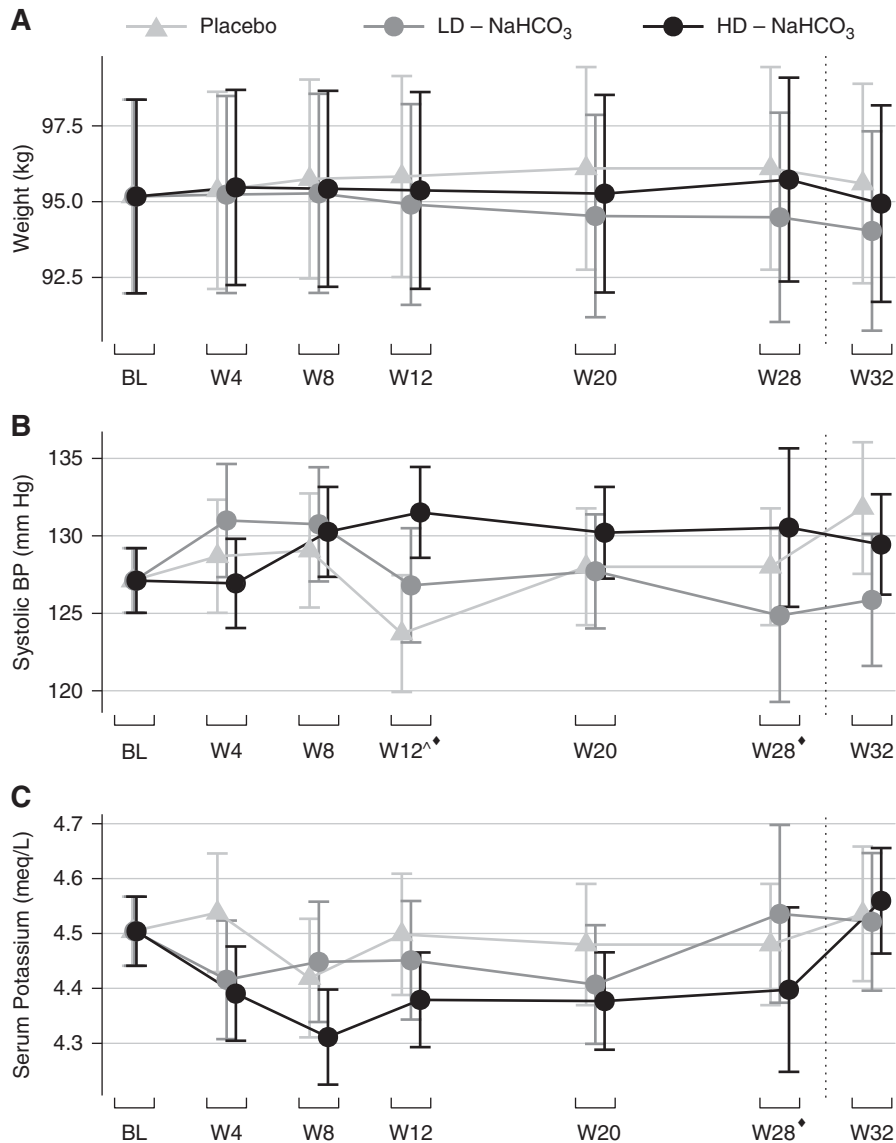 A
Placebo
LD – NaHCO₃
HD – NaHCO₃
Weight (kg)
97.5
95.0
92.5
BL W4 W8 W12 W20 W28 W32
B
Systolic BP (mm Hg)
135
130
125
120
BL W4 W8 W12^♦ W20 W28♦ W32
C
Serum Potassium (meq/L)
4.7
4.6
4.5
4.4
4.3
BL W4 W8 W12 W20 W28♦ W32